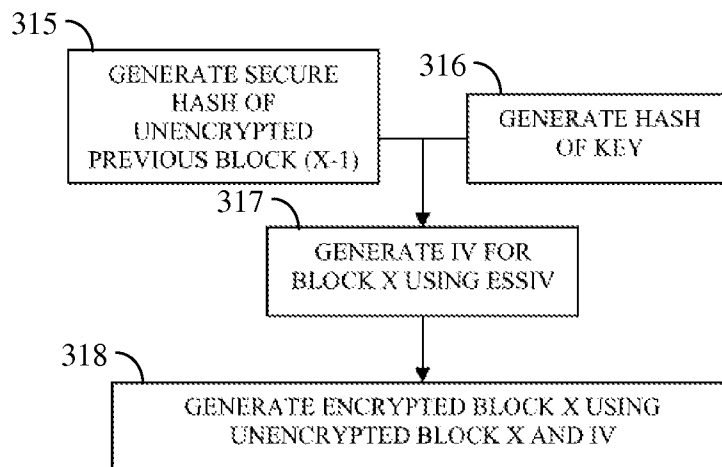 315
GENERATE SECURE
HASH OF
UNENCRYPTED
PREVIOUS BLOCK (X-1)
316
GENERATE HASH
OF KEY
317
GENERATE IV FOR
BLOCK X USING ESSIV
318
GENERATE ENCRYPTED BLOCK X USING
UNENCRYPTED BLOCK X AND IV